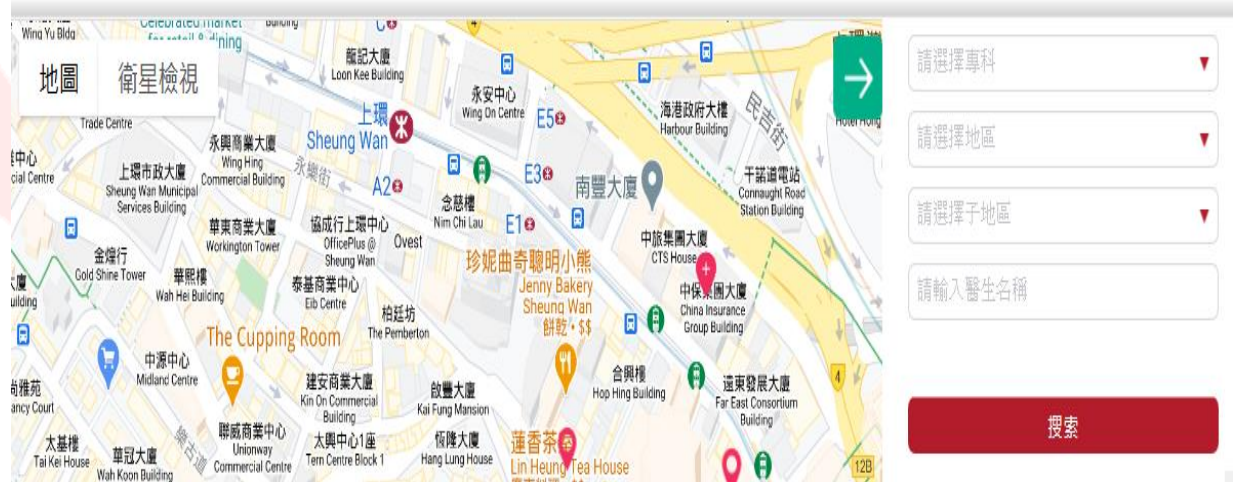 Wing Yu Bldg
Celebrated market
for retail & dining
地圖
衛星檢視
Trade Centre
龍記大廈
Loon Kee Building
上環
Sheung Wan
永安中心
Wing On Centre
E5
4
海港政府大樓
Harbour Building
民吉街
永興商業大廈
Wing Hing
Commercial Building
永樂街
A2
上環市政大廈
Sheung Wan Municipal
Services Building
E3
南豐大廈
干諾道電站
Connaught Road
Station Building
念慈樓
Nim Chi Lau
E1
華東商業大廈
Workington Tower
協成行上環中心
OfficePlus @
Sheung Wan
Ovest
中旅集團大廈
CTS House
金煌行
Gold Shine Tower
華熙樓
Wah Hei Building
泰基商業中心
Eib Centre
珍妮曲奇聰明小熊
Jenny Bakery
Sheung Wan
餅乾・$$
中保集團大廈
China Insurance
Group Building
柏廷坊
The Pemberton
The Cupping Room
中源中心
Midland Centre
建安商業大廈
Kin On Commercial
Building
啟豐大廈
Kai Fung Mansion
合興樓
Hop Hing Building
遠東發展大廈
Far East Consortium
Building
4
太基樓
Tai Kei House
華冠大廈
Wah Koon Building
樂古道
聯威商業中心
Unionway
Commercial Centre
太興中心1座
Tern Centre Block 1
恆隆大廈
Hang Lung House
蓮香茶室
Lin Heung Tea House
12B
請選擇專科
請選擇地區
請選擇子地區
請輸入醫生名稱
搜索